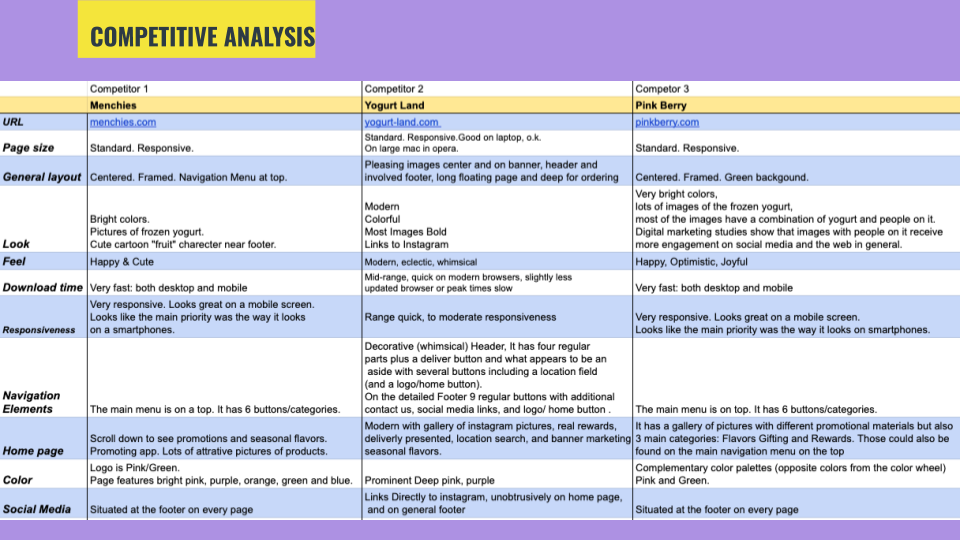 COMPETITIVE ANALYSIS
Competitor 1
Competitor 2
Competor 3
Menchies
Yogurt Land
Pink Berry
URL
menchies.com
yogurt-land.com
pinkberry.com
Page size
Standard. Responsive.
Standard. Responsive.Good on laptop, o.k.
On large mac in opera.
Standard. Responsive.
General layout
Centered. Framed. Navigation Menu at top.
Pleasing images center and on banner, header and
involved footer, long floating page and deep for ordering
Centered. Framed. Green backgound.
Look
Bright colors.
Pictures of frozen yogurt.
Cute cartoon "fruit" charecter near footer.
Modern
Colorful
Most Images Bold
Links to Instagram
Very bright colors,
lots of images of the frozen yogurt,
most of the images have a combination of yogurt and people on it.
Digital marketing studies show that images with people on it receive
more engagement on social media and the web in general.
Feel
Happy & Cute
Modern, eclectic, whimsical
Happy, Optimistic, Joyful
Download time
Very fast: both desktop and mobile
Mid-range, quick on modern browsers, slightly less
updated browser or peak times slow
Very fast: both desktop and mobile
Responsiveness
Very responsive. Looks great on a mobile screen.
Looks like the main priority was the way it looks
on a smartphones.
Range quick, to moderate responsiveness
Very responsive. Looks great on a mobile screen.
Looks like the main priority was the way it looks on smartphones.
Navigation
Elements
The main menu is on a top. It has 6 buttons/categories.
Decorative (whimsical) Header, It has four regular
parts plus a deliver button and what appears to be an
aside with several buttons including a location field
(and a logo/home button).
On the detailed Footer 9 regular buttons with additional
contact us, social media links, and logo/ home button .
The main menu is on top. It has 6 buttons/categories.
Home page
Scroll down to see promotions and seasonal flavors.
Promoting app. Lots of attrative pictures of products.
Modern with gallery of instagram pictures, real rewards,
deliverly presented, location search, and banner marketing
seasonal flavors.
It has a gallery of pictures with different promotional materials but also
3 main categories: Flavors Gifting and Rewards. Those could also be
found on the main navigation menu on the top
Color
Logo is Pink/Green.
Page features bright pink, purple, orange, green and blue.
Prominent Deep pink, purple
Complementary color palettes (opposite colors from the color wheel)
Pink and Green.
Social Media
Situated at the footer on every page
Links Directly to instagram, unobtrusively on home page,
and on general footer
Situated at the footer on every page